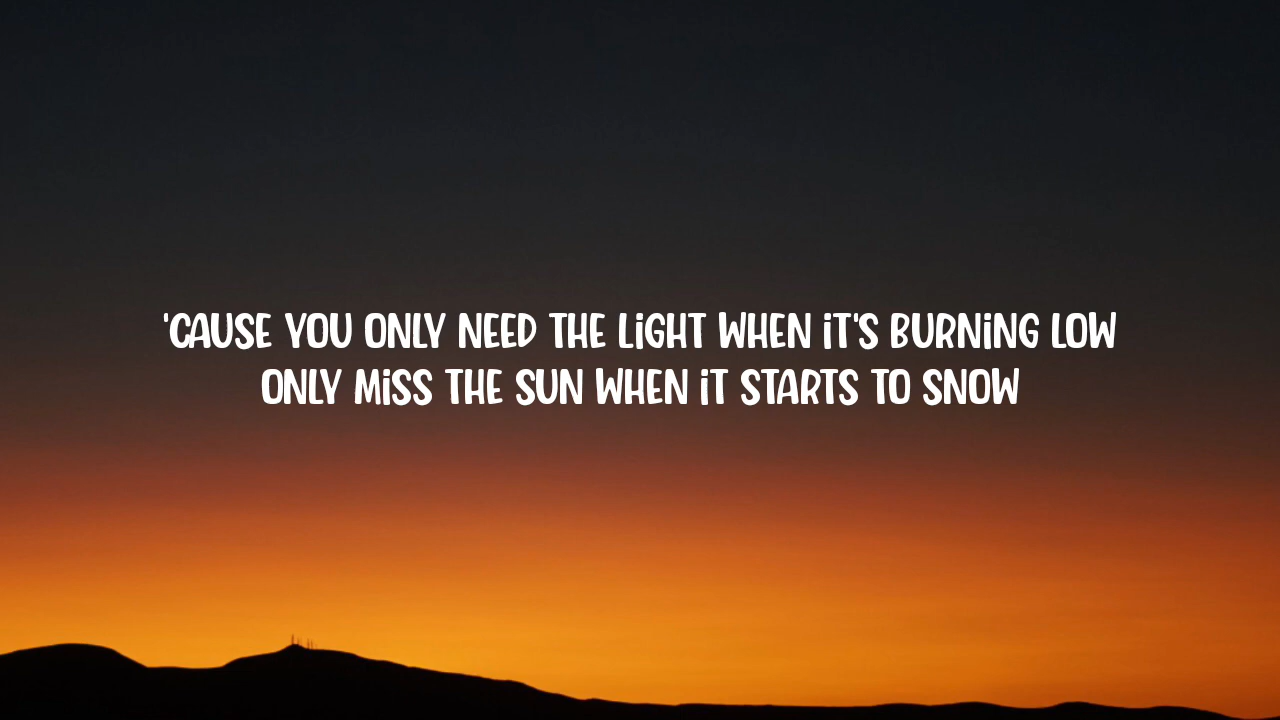 'CAUSE YOU ONLY NEED THE LiGHT WHEN iT'S BURNiNG LOW
ONLY MiSS THE SUN WHEN iT STARTS TO SNOW